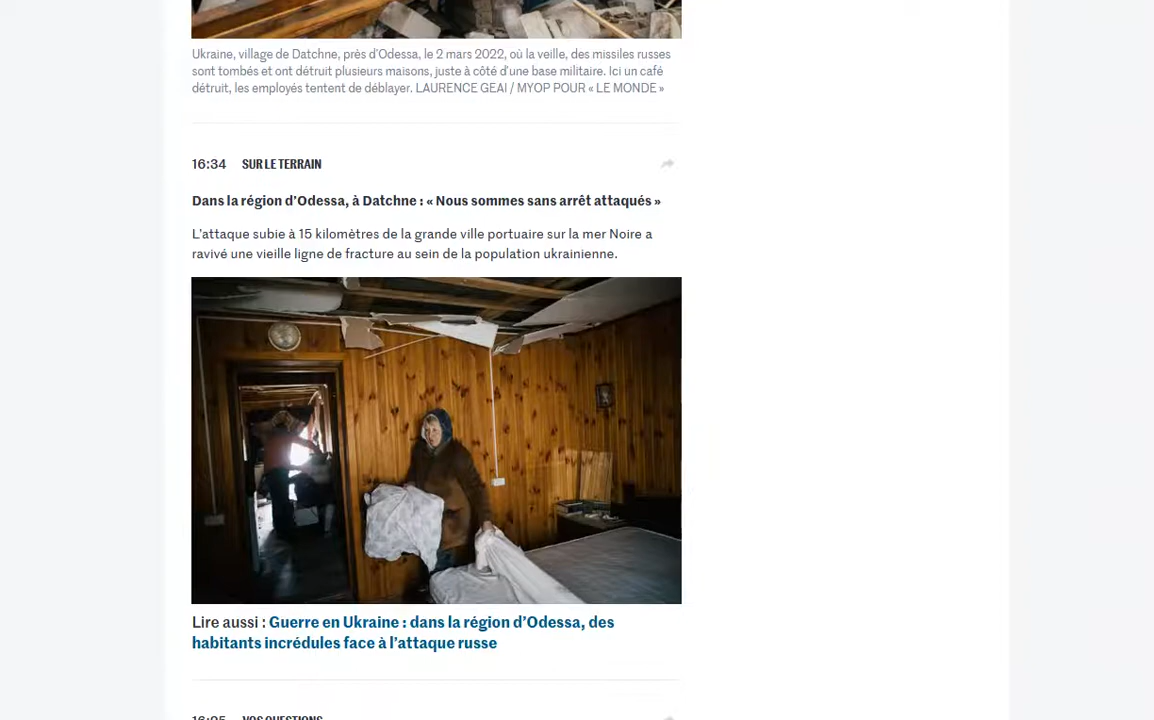 Ukraine, village de Datchne, près d'Odessa, le 2 mars 2022, où la veille, des missiles russes
sont tombés et ont détruit plusieurs maisons, juste à côté d'une base militaire. Ici un café
détruit, les employés tentent de déblayer. LAURENCE GEAI / MYOP POUR « LE MONDE »
16:34 SUR LE TERRAIN
Dans la région d'Odessa, à Datchne : « Nous sommes sans arrêt attaqués »
L'attaque subie à 15 kilomètres de la grande ville portuaire sur la mer Noire a
ravivé une vieille ligne de fracture au sein de la population ukrainienne.
Lire aussi : Guerre en Ukraine : dans la région d'Odessa, des
habitants incrédules face à l'attaque russe
VOS QUESTIONS